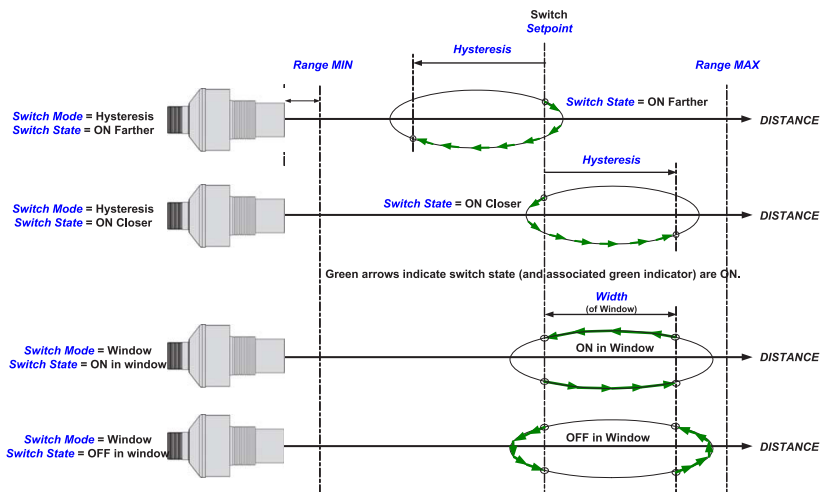 Switch
Setpoint
Hysteresis
Range MIN
Range MAX
Switch Mode = Hysteresis
Switch State = ON Farther
Switch State = ON Farther
DISTANCE
Hysteresis
Switch Mode = Hysteresis
Switch State = ON Closer
Switch State = ON Closer
DISTANCE
Green arrows indicate switch state (and associated green indicator) are ON.
Width
(of Window)
Switch Mode = Window
Switch State = ON in window
ON in Window
DISTANCE
Switch Mode = Window
Switch State = OFF in window
OFF in Window
DISTANCE